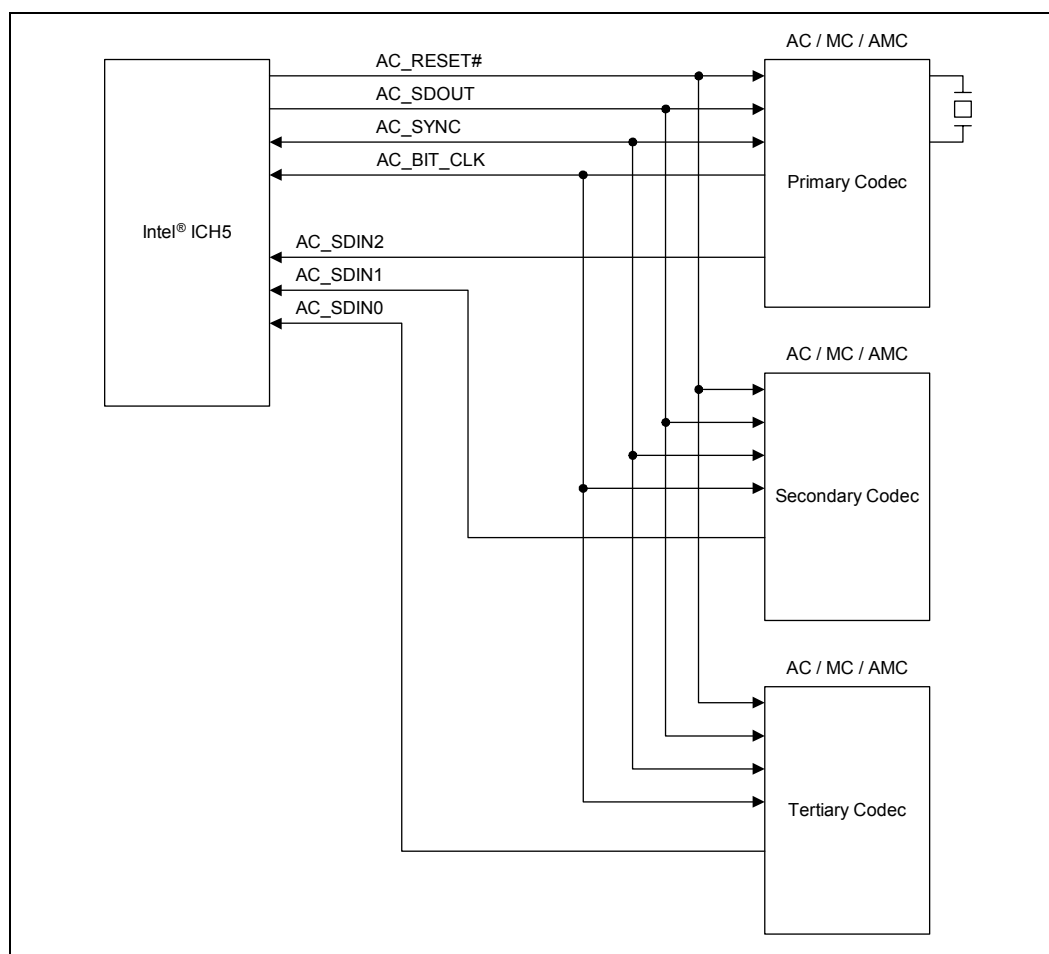 AC / MC / AMC
AC_RESET#
AC_SDOUT
AC_SYNC
AC_BIT_CLK
Primary Codec
Intel® ICH5
AC_SDIN2
AC_SDIN1
AC_SDIN0
AC / MC / AMC
Secondary Codec
AC / MC / AMC
Tertiary Codec